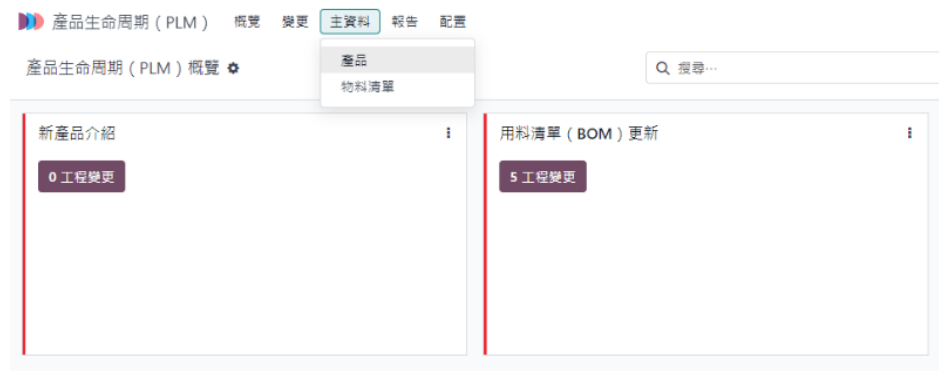 產品生命周期（PLM） 概覽 變更 主資料 報告 配置
產品生命周期（PLM）概覽
產品
物料清單
搜尋…
新產品介紹
0 工程變更
用料清單（BOM）更新
5 工程變更